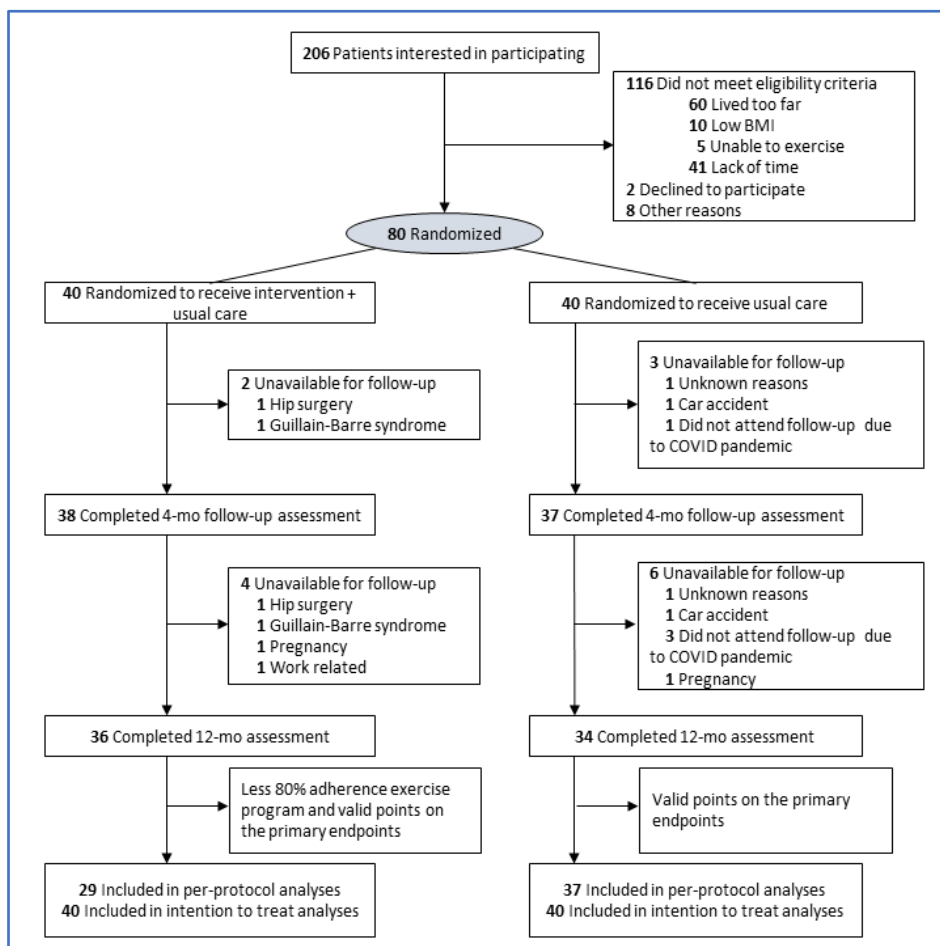 206 Patients interested in participating
116 Did not meet eligibility criteria
60 Lived too far
10 Low BMI
5 Unable to exercise
41 Lack of time
2 Declined to participate
8 Other reasons
80 Randomized
40 Randomized to receive intervention +
usual care
40 Randomized to receive usual care
2 Unavailable for follow-up
1 Hip surgery
1 Guillain-Barre syndrome
3 Unavailable for follow-up
1 Unknown reasons
1 Car accident
1 Did not attend follow-up due
to COVID pandemic
38 Completed 4-mo follow-up assessment
37 Completed 4-mo follow-up assessment
4 Unavailable for follow-up
1 Hip surgery
1 Guillain-Barre syndrome
1 Pregnancy
1 Work related
6 Unavailable for follow-up
1 Unknown reasons
1 Car accident
3 Did not attend follow-up due
to COVID pandemic
1 Pregnancy
36 Completed 12-mo assessment
34 Completed 12-mo assessment
Less 80% adherence exercise
program and valid points on
the primary endpoints
Valid points on the primary
endpoints
29 Included in per-protocol analyses
40 Included in intention to treat analyses
37 Included in per-protocol analyses
40 Included in intention to treat analyses